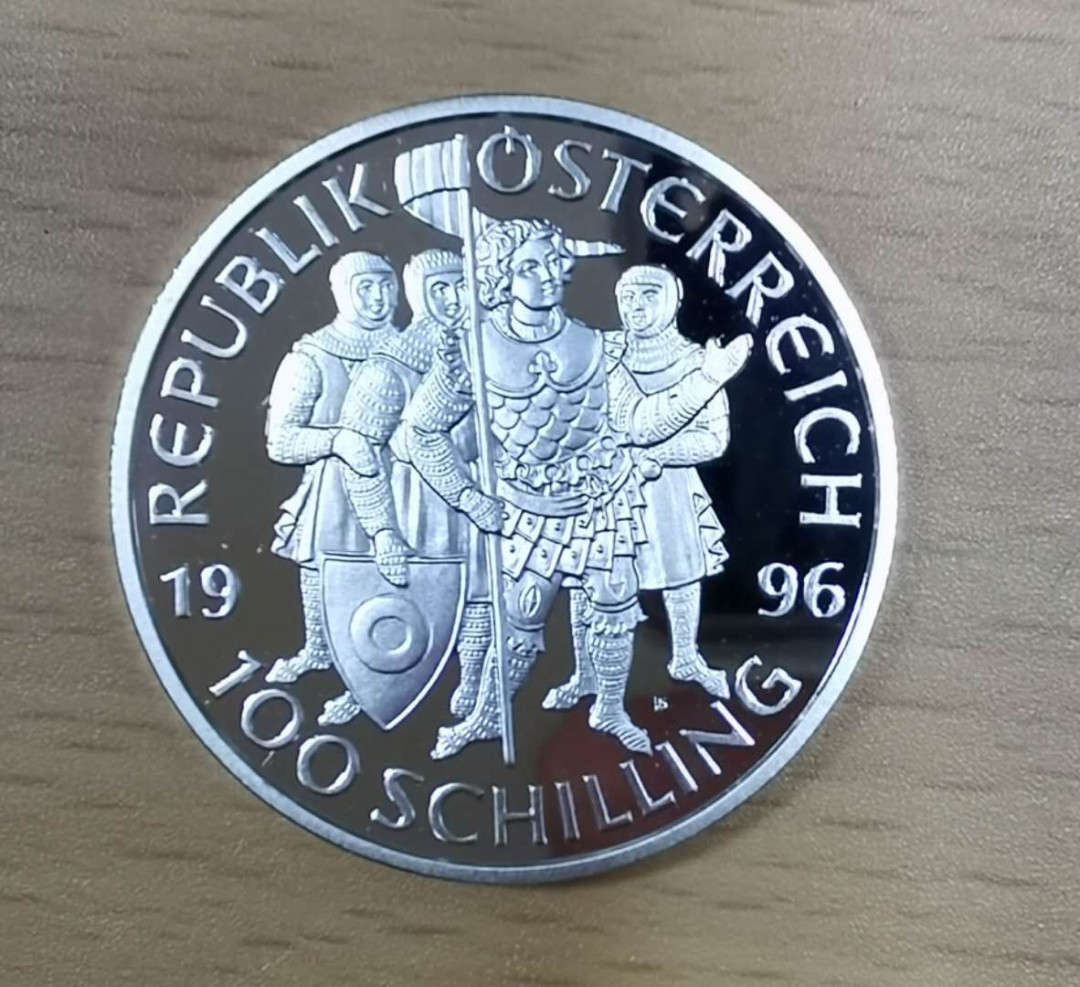 REPUBLIK ÖSTERREICH
19 96
100 SCHILLING